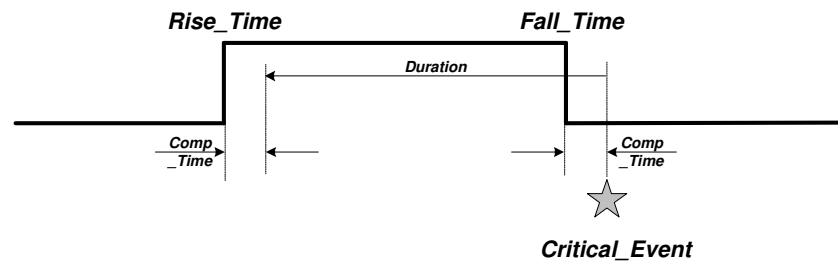 Rise_Time
Fall_Time
Duration
Comp
_Time
Comp
_Time
Critical_Event